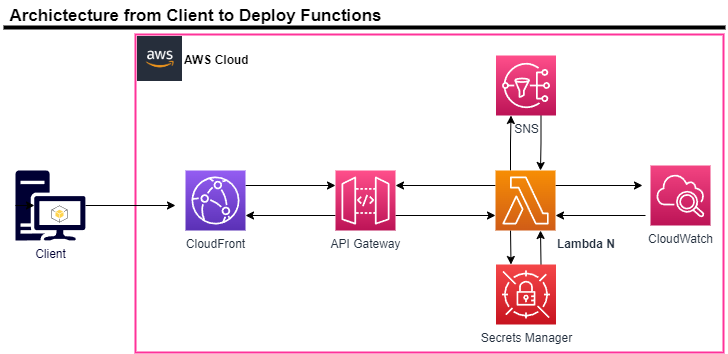 Archictecture from Client to Deploy Functions
aws
AWS Cloud
SNS
Client
CloudFront
</>
API Gateway
Lambda N
CloudWatch
Secrets Manager